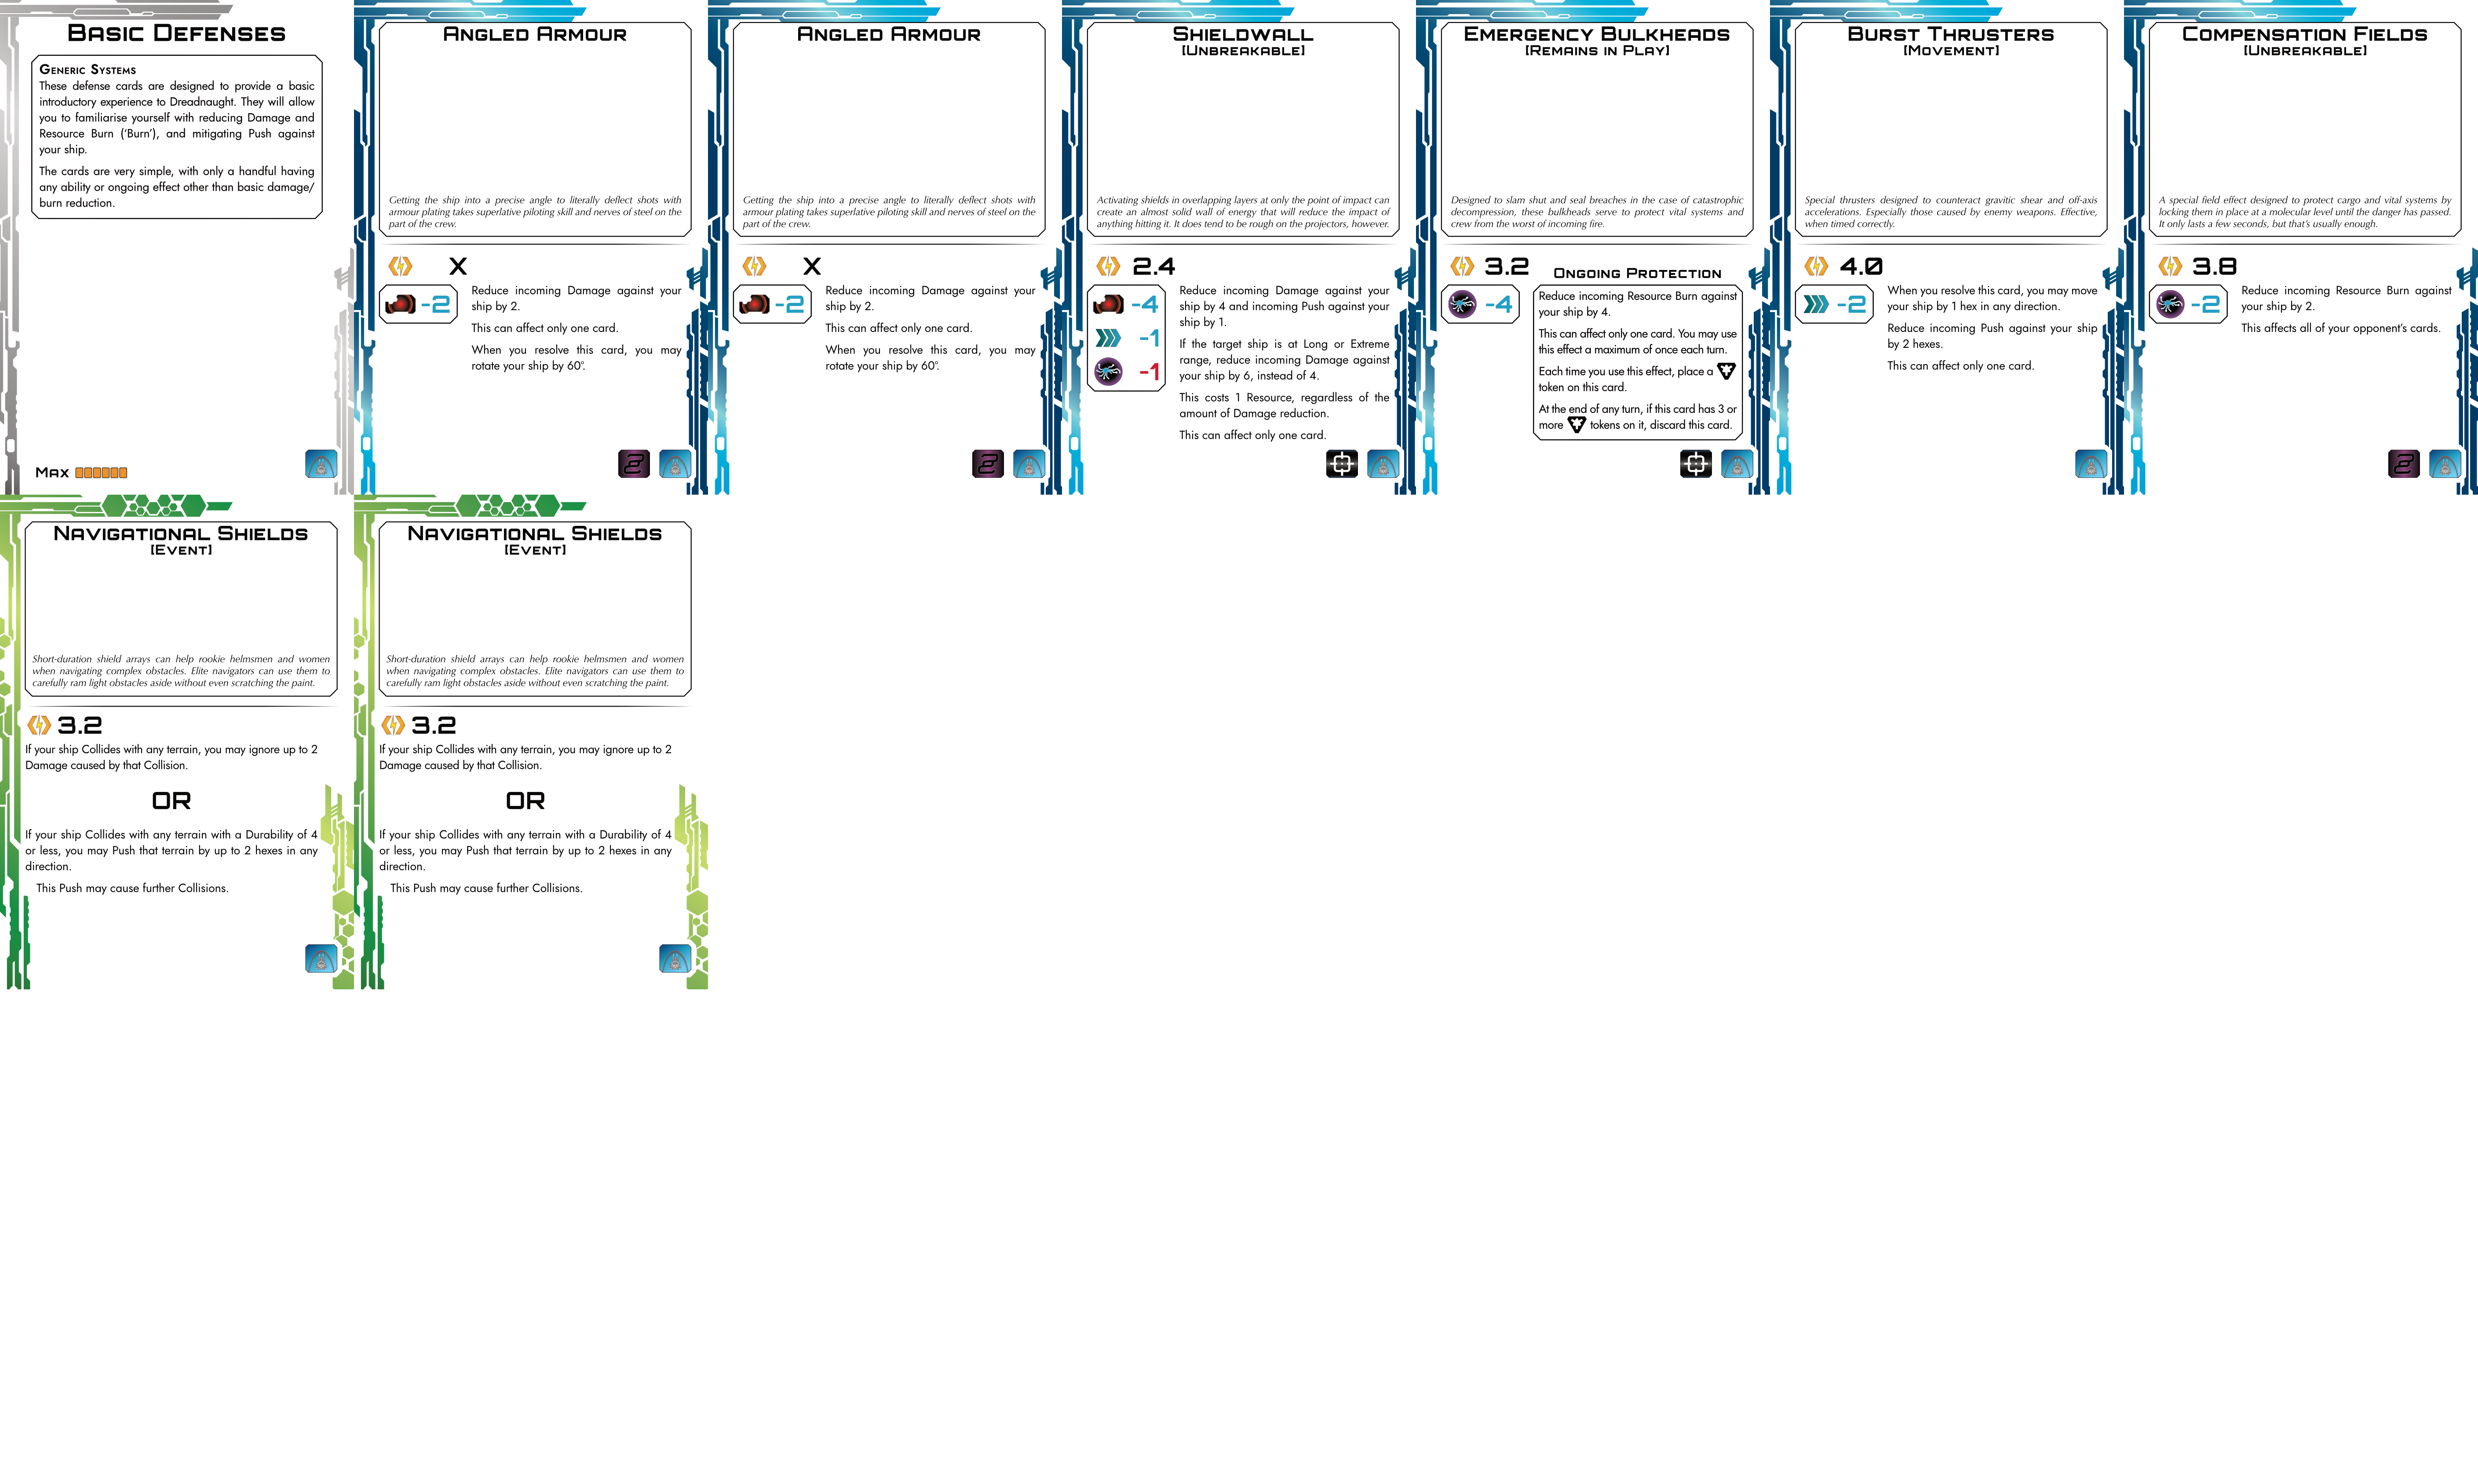 Basic Defenses
Generic Systems
These defense cards are designed to provide a basic
introductory experience to Dreadnaught. They will allow
you to familiarise yourself with reducing Damage and
Resource Burn ('Burn'), and mitigating Push against
your ship.
The cards are very simple, with only a handful having
any ability or ongoing effect other than basic damage/
burn reduction.
Max
Angled Armour
Getting the ship into a precise angle to literally deflect shots with
armour plating takes superlative piloting skill and nerves of steel on the
part of the crew.
X
-2
Reduce incoming Damage against your
ship by 2.
This can affect only one card.
When you resolve this card, you may
rotate your ship by 60°.
2
Angled Armour
Getting the ship into a precise angle to literally deflect shots with
armour plating takes superlative piloting skill and nerves of steel on the
part of the crew.
X
-2
Reduce incoming Damage against your
ship by 2.
This can affect only one card.
When you resolve this card, you may
rotate your ship by 60°.
2
Shieldwall
[Unbreakable]
Activating shields in overlapping layers at only the point of impact can
create an almost solid wall of energy that will reduce the impact of
anything hitting it. It does tend to be rough on the projectors, however.
2.4
-4
-1
-1
Reduce incoming Damage against your
ship by 4 and incoming Push against your
ship by 1.
If the target ship is at Long or Extreme
range, reduce incoming Damage against
your ship by 6, instead of 4.
This costs 1 Resource, regardless of the
amount of Damage reduction.
This can affect only one card.
Emergency Bulkheads
[Remains in Play]
Designed to slam shut and seal breaches in the case of catastrophic
decompression, these bulkheads serve to protect vital systems and
crew from the worst of incoming fire.
3.2
-4
Ongoing Protection
Reduce incoming Resource Burn against
your ship by 4.
This can affect only one card. You may use
this effect a maximum of once each turn.
Each time you use this effect, place a
token on this card.
At the end of any turn, if this card has 3 or
more tokens on it, discard this card.
Burst Thrusters
[Movement]
Special thrusters designed to counteract gravitic shear and off-axis
accelerations. Especially those caused by enemy weapons. Effective,
when timed correctly.
4.0
-2
When you resolve this card, you may move
your ship by 1 hex in any direction.
Reduce incoming Push against your ship
by 2 hexes.
This can affect only one card.
Compensation Fields
[Unbreakable]
A special field effect designed to protect cargo and vital systems by
locking them in place at a molecular level until the danger has passed.
It only lasts a few seconds, but that's usually enough.
3.8
-2
Reduce incoming Resource Burn against
your ship by 2.
This affects all of your opponent's cards.
2
Navigational Shields
[Event]
Short-duration shield arrays can help rookie helmsmen and women
when navigating complex obstacles. Elite navigators can use them to
carefully ram light obstacles aside without even scratching the paint.
3.2
If your ship Collides with any terrain, you may ignore up to 2
Damage caused by that Collision.
OR
If your ship Collides with any terrain with a Durability of 4
or less, you may Push that terrain by up to 2 hexes in any
direction.
This Push may cause further Collisions.
Navigational Shields
[Event]
Short-duration shield arrays can help rookie helmsmen and women
when navigating complex obstacles. Elite navigators can use them to
carefully ram light obstacles aside without even scratching the paint.
3.2
If your ship Collides with any terrain, you may ignore up to 2
Damage caused by that Collision.
OR
If your ship Collides with any terrain with a Durability of 4
or less, you may Push that terrain by up to 2 hexes in any
direction.
This Push may cause further Collisions.